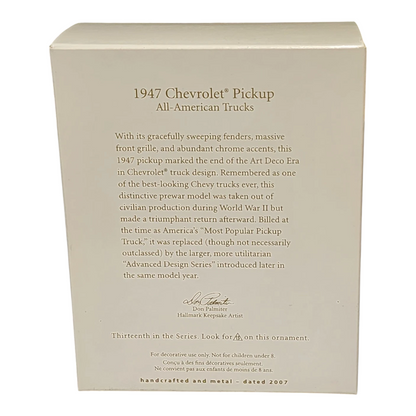 1947 Chevrolet® Pickup
All-American Trucks
With its gracefully sweeping fenders, massive
front grille, and abundant chrome accents, this
1947 pickup marked the end of the Art Deco Era
in Chevrolet® truck design. Remembered as one
of the best-looking Chevy trucks ever, this
distinctive prewar model was taken out of
civilian production during World War II but
made a triumphant return afterward. Billed at
the time as America's "Most Popular Pickup
Truck," it was replaced (though not necessarily
outclassed) by the larger, more utilitarian
"Advanced Design Series" introduced later in
the same model year.
Don Palmiter
Don Palmiter
Hallmark Keepsake Artist
Thirteenth in the Series Look for on this ornament.
For decorative use only. Not for children under 8.
Conçu à des fins décoratives seulement.
Ne convient pas aux enfants de moins de 8 ans
handcrafted and metal - dated 2007